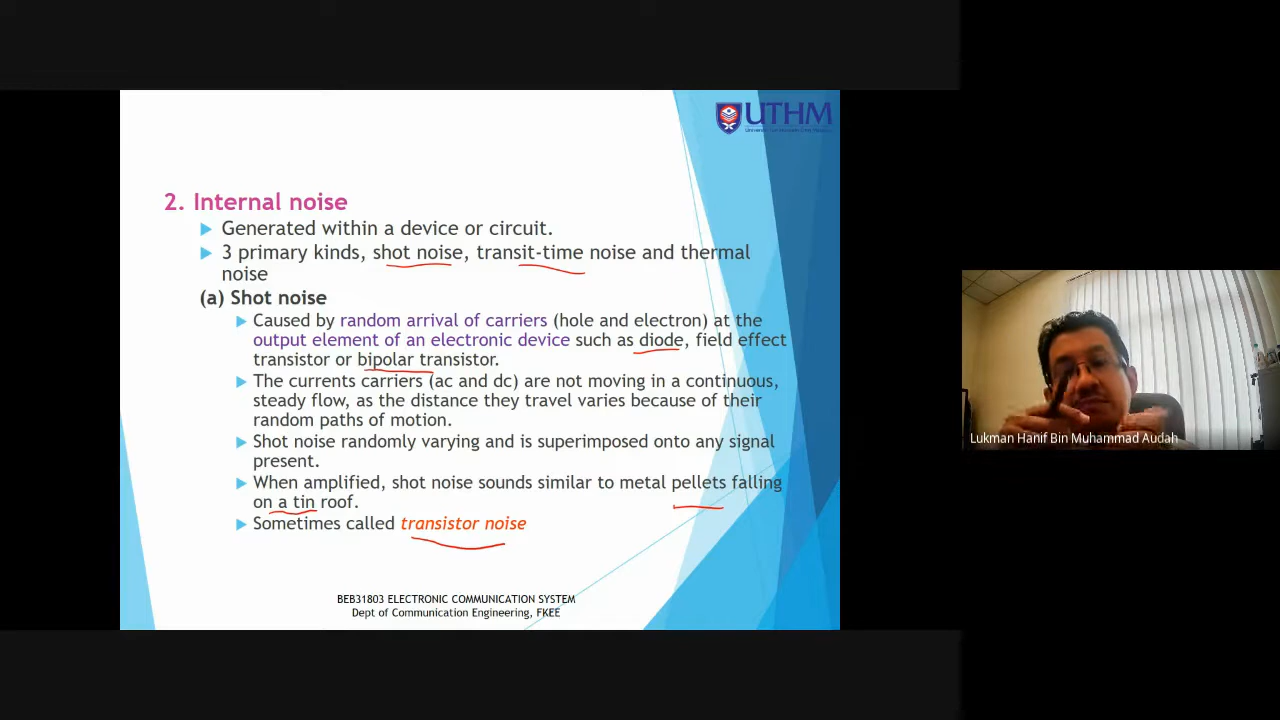 UTHM
2. Internal noise
Generated within a device or circuit.
3 primary kinds, shot noise, transit-time noise and thermal
noise
(a) Shot noise
Caused by random arrival of carriers (hole and electron) at the
output element of an electronic device such as diode, field effect
transistor or bipolar transistor.
The currents carriers (ac and dc) are not moving in a continuous,
steady flow, as the distance they travel varies because of their
random paths of motion.
Shot noise randomly varying and is superimposed onto any signal
present.
When amplified, shot noise sounds similar to metal pellets falling
on a tin roof.
Sometimes called transistor noise
BEB31803 ELECTRONIC COMMUNICATION SYSTEM
Dept of Communication Engineering, FKEE
Lukman Hanif Bin Muhammad Audah